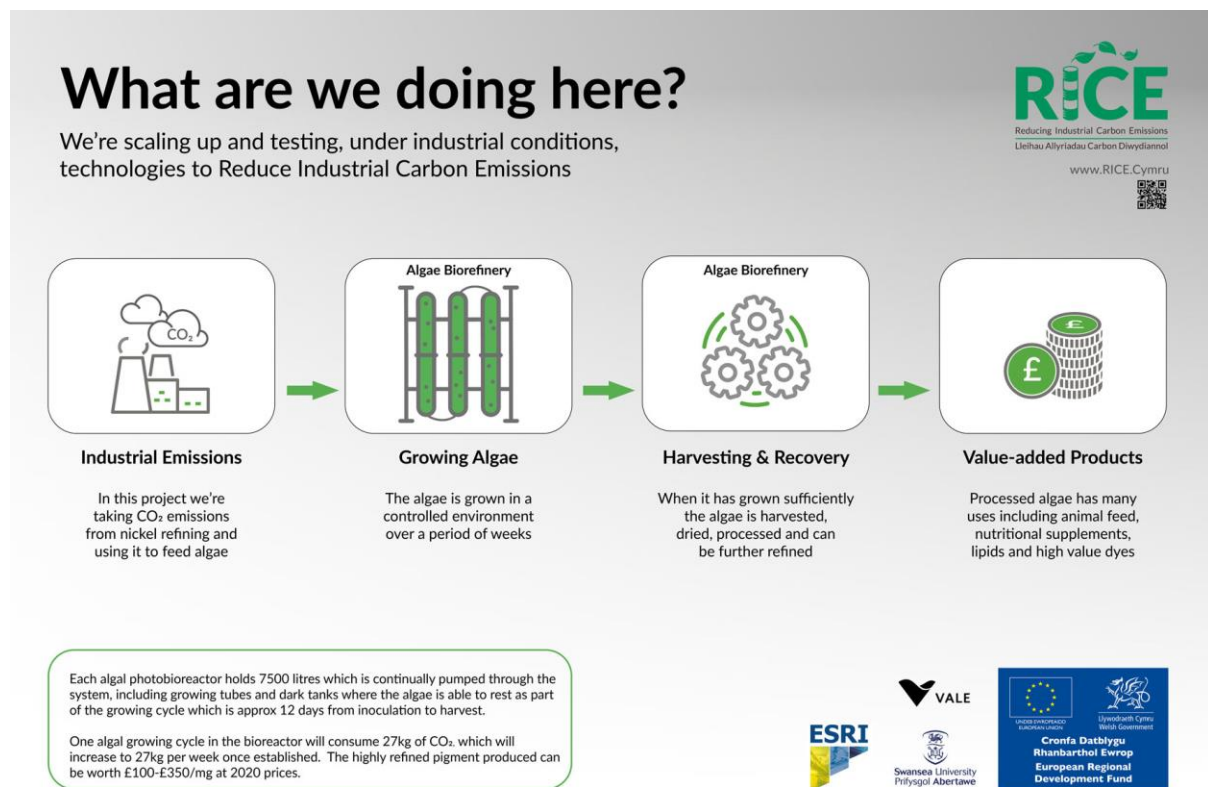 What are we doing here?
We're scaling up and testing, under industrial conditions,
technologies to Reduce Industrial Carbon Emissions
RICE
Reducing Industrial Carbon Emissions
Lleihau Allyriadau Carbon Diwydiannol
www.RICE.Cymru
CO₂
Industrial Emissions
In this project we're
taking CO₂ emissions
from nickel refining and
using it to feed algae
Algae Biorefinery
Growing Algae
The algae is grown in a
controlled environment
over a period of weeks
Algae Biorefinery
Harvesting & Recovery
When it has grown sufficiently
the algae is harvested,
dried, processed and can
be further refined
£
£
Value-added Products
Processed algae has many
uses including animal feed,
nutritional supplements,
lipids and high value dyes
Each algal photobioreactor holds 7500 litres which is continually pumped through the
system, including growing tubes and dark tanks where the algae is able to rest as part
of the growing cycle which is approx 12 days from inoculation to harvest.
One algal growing cycle in the bioreactor will consume 27kg of CO₂, which will
increase to 27kg per week once established. The highly refined pigment produced can
be worth £100-£350/mg at 2020 prices.
VALE
ESRI
Swansea University
Prifysgol Abertawe
UNDEB EWROPEAIDD
EUROPEAN UNION
Llywodraeth Cymru
Welsh Government
Cronfa Datblygu
Rhanbarthol Ewrop
European Regional
Development Fund